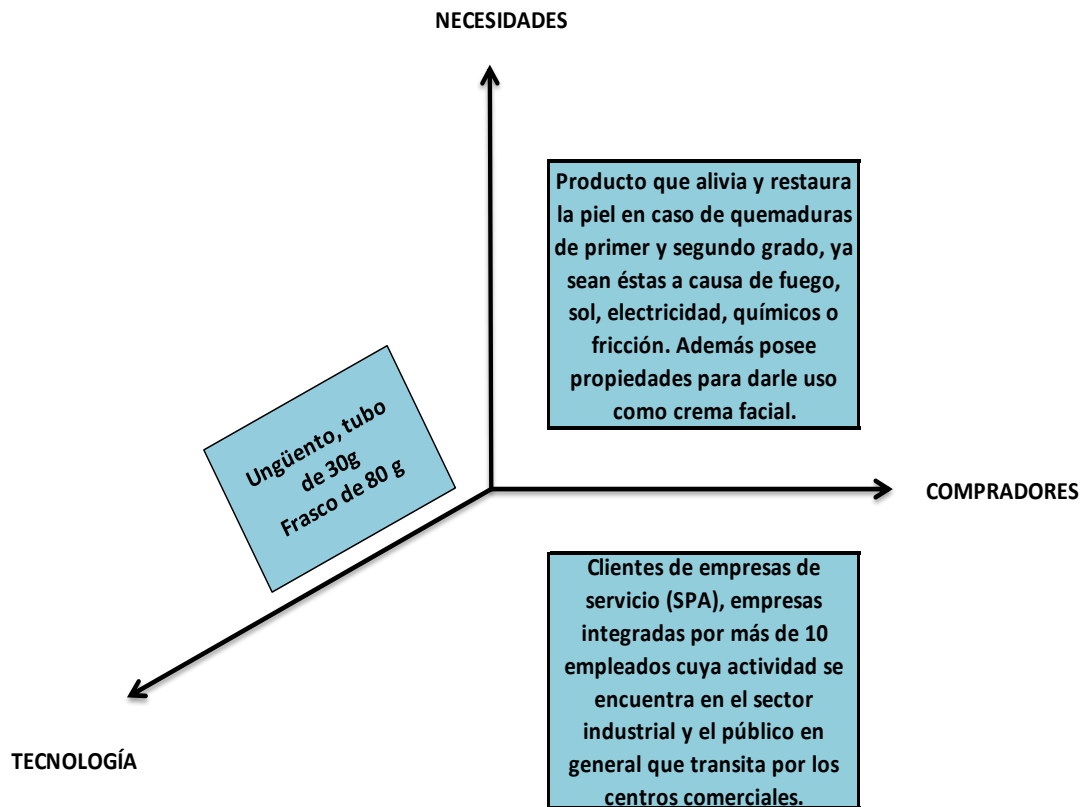 NECESIDADES
Producto que alivia y restaura
la piel en caso de quemaduras
de primer y segundo grado, ya
sean éstas a causa de fuego,
sol, electricidad, químicos o
fricción. Además posee
propiedades para darle uso
como crema facial.
Ungüento, tubo
de 30g
Frasco de 80 g
COMPRADORES
Clientes de empresas de
servicio (SPA), empresas
integradas por más de 10
empleados cuya actividad se
encuentra en el sector
industrial y el público en
general que transita por los
centros comerciales.
TECNOLOGÍA